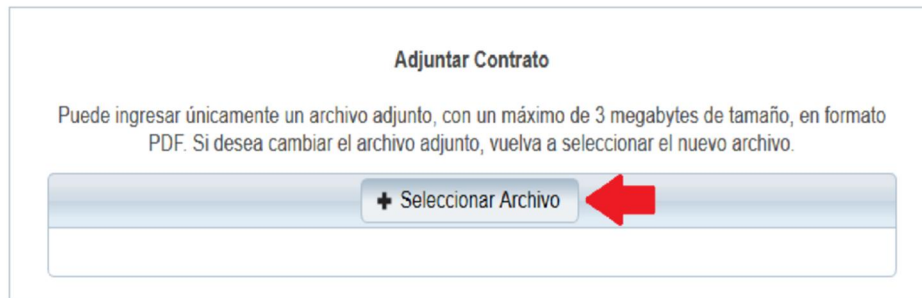 Adjuntar Contrato
Puede ingresar únicamente un archivo adjunto, con un máximo de 3 megabytes de tamaño, en formato
PDF. Si desea cambiar el archivo adjunto, vuelva a seleccionar el nuevo archivo.
Seleccionar Archivo